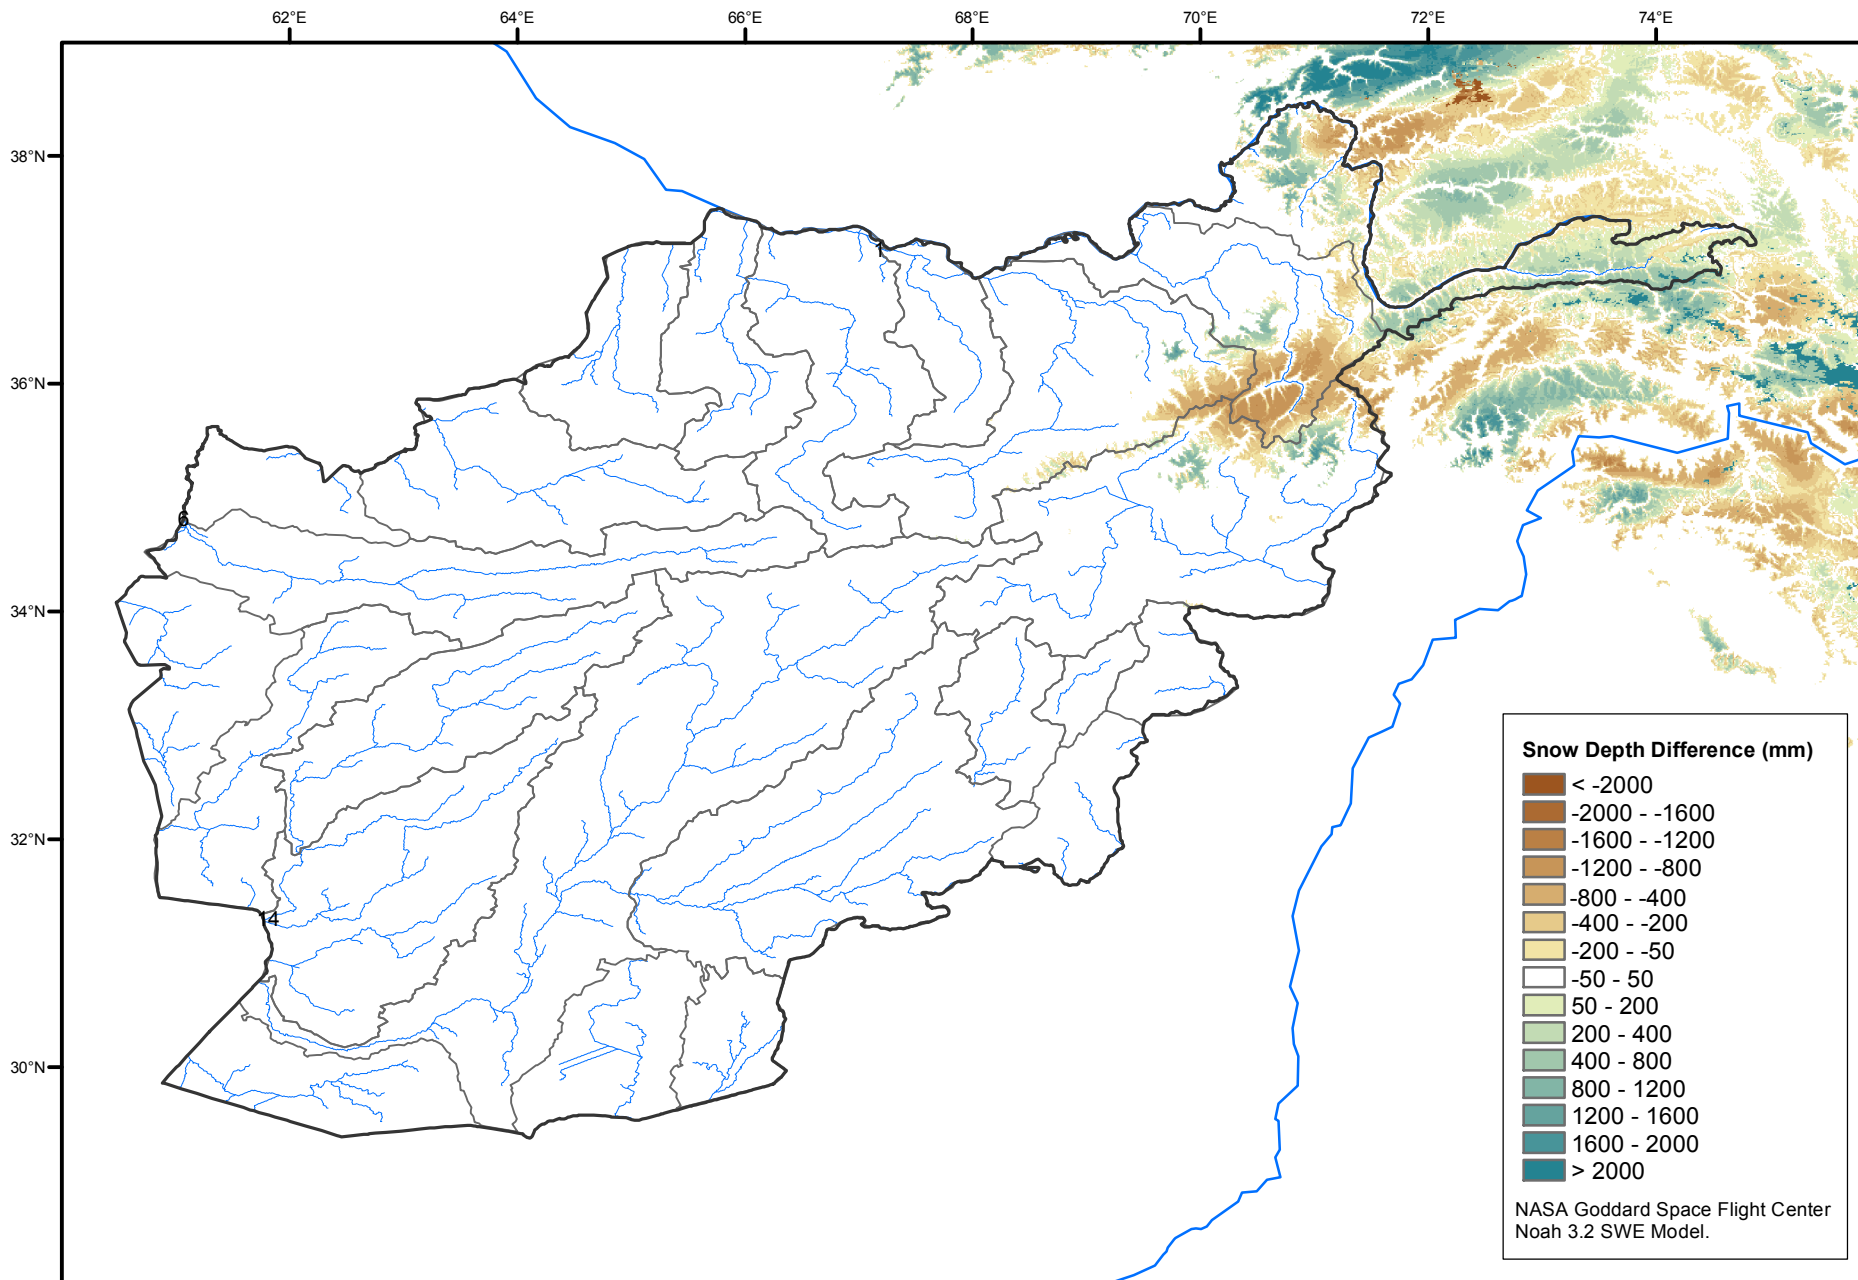 62°E 64°E 66°E 68°E 70°E 72°E 74°E
38°N
36°N
34°N
32°N
30°N
1
6
14
Snow Depth Difference (mm)
< -2000
-2000 - -1600
-1600 - -1200
-1200 - -800
-800 - -400
-400 - -200
-200 - -50
-50 - 50
50 - 200
200 - 400
400 - 800
800 - 1200
1200 - 1600
1600 - 2000
> 2000
NASA Goddard Space Flight Center
Noah 3.2 SWE Model.